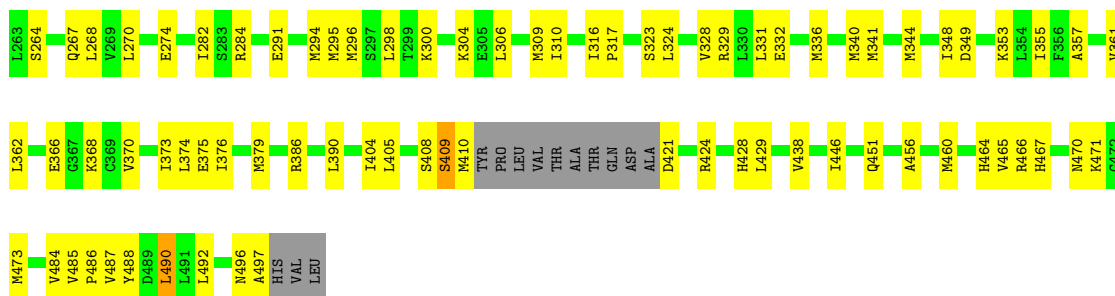 L263 S264 Q267 L268 V269 L270 E274 I282 S283 R284 E291 M294 M295 M296 S297 L298 T299 K300 K304 E305 L306 M309 I310 I316 P317 S323 L324 V328 R329 L330 L331 E332 M336 M340 M341 M344 I348 D349 K353 L354 I355 F356 A357 V361
L362 E366 G367 K368 C369 V370 I373 L374 E375 I376 M379 R386 L390 I404 L405 S408 S409 M410 TYR PRO LEU VAL THR ALA THR GLN ASP ALA D421 R424 H428 L429 V438 I446 Q451 A456 M460 H464 V465 R466 H467 N470 K471 G472
M473 V484 V485 P486 V487 Y488 D489 L490 L491 L492 N496 A497 HIS VAL LEU